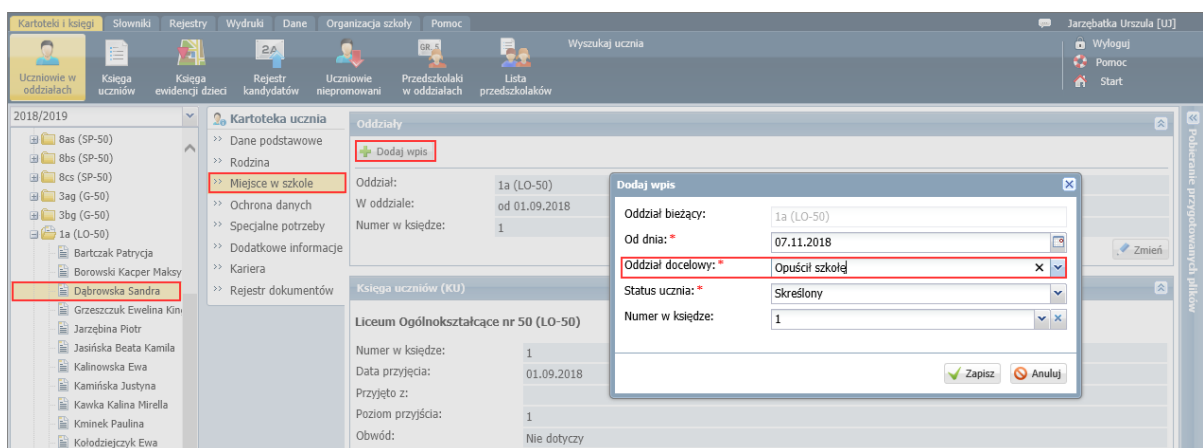 Kartoteki i księgi Słowniki Rejestry Wydruki Dane Organizacja szkoły Pomoc Jarzębatka Urszula [UJ]
Uczniowie w oddziałach
Księga uczniów
Księga ewidencji dzieci
Rejestr kandydatów
Uczniowie niepromowani
Przedszkolaki w oddziałach
Lista przedszkolaków
Wyszukaj ucznia
Wyloguj
Pomoc
Start
2018/2019
8as (SP-50)
8bs (SP-50)
8cs (SP-50)
3ag (G-50)
3bg (G-50)
1a (LO-50)
Bartczak Patrycja
Borowski Kacper Maksy
Dąbrowska Sandra
Grzeszczuk Ewelina Kin
Jarzębina Piotr
Jasińska Beata Kamila
Kalinowska Ewa
Kamińska Justyna
Kawka Kalina Mirella
Kminek Paulina
Kołodziejczyk Ewa
Kartoteka ucznia
Dane podstawowe
Rodzina
Miejsce w szkole
Ochrona danych
Specjalne potrzeby
Dodatkowe informacje
Kariera
Rejestr dokumentów
Oddziały
Dodaj wpis
Oddział: 1a (LO-50)
W oddziale: od 01.09.2018
Numer w księdze: 1
Zmień
Księga uczniów (KU)
Liceum Ogólnokształcące nr 50 (LO-50)
Numer w księdze: 1
Data przyjęcia: 01.09.2018
Przyjęto z:
Poziom przyjścia: 1
Obwód: Nie dotyczy
Dodaj wpis
Oddział bieżący: 1a (LO-50)
Od dnia: * 07.11.2018
Oddział docelowy: * Opuścił szkołę
Status ucznia: * Skreślony
Numer w księdze: 1
Zapisz Anuluj
Pobieranie przygotowanych plików